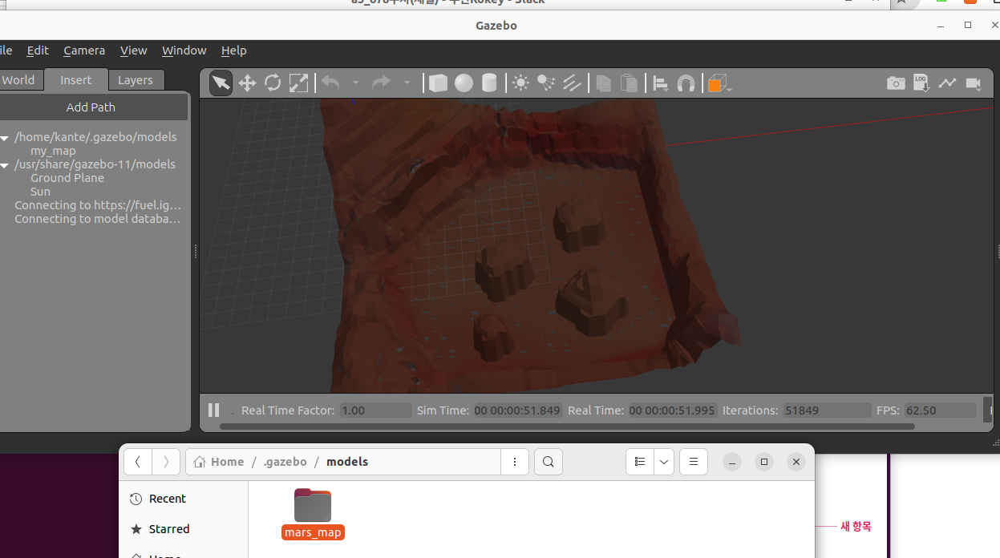 Gazebo
ile Edit Camera View Window Help
World Insert Layers
Add Path
/home/kante/.gazebo/models
my_map
/usr/share/gazebo-11/models
Ground Plane
Sun
Connecting to https://fuel.ig...
Connecting to model databa...
LOG
Real Time Factor: 1.00 Sim Time: 00 00:00:51.849 Real Time: 00 00:00:51.995 Iterations: 51849 FPS: 62.50
Home / .gazebo / models
Recent
Starred
Home
mars_map
새 항목